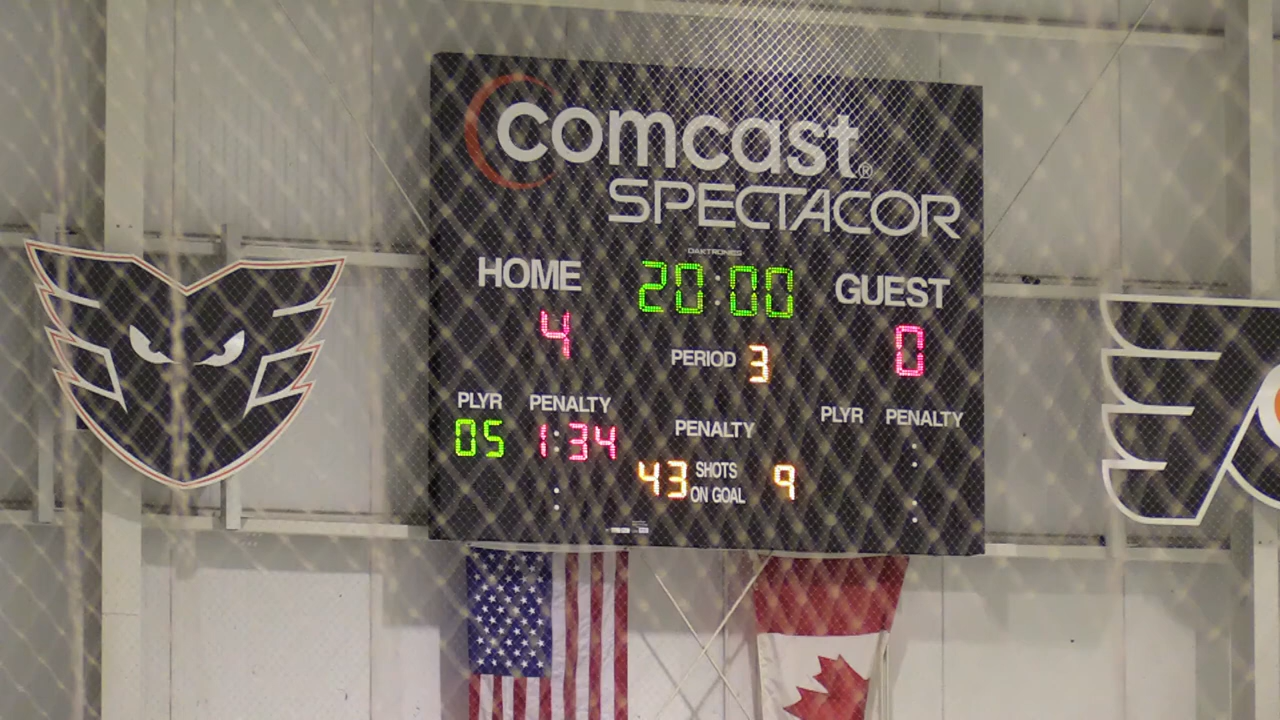 comcast®
SPECTACOR
DAKTRONICS
HOME 20:00 GUEST
4 PERIOD 3 0
PLYR PENALTY PENALTY PLYR PENALTY
05 1:34
43 SHOTS ON GOAL 9